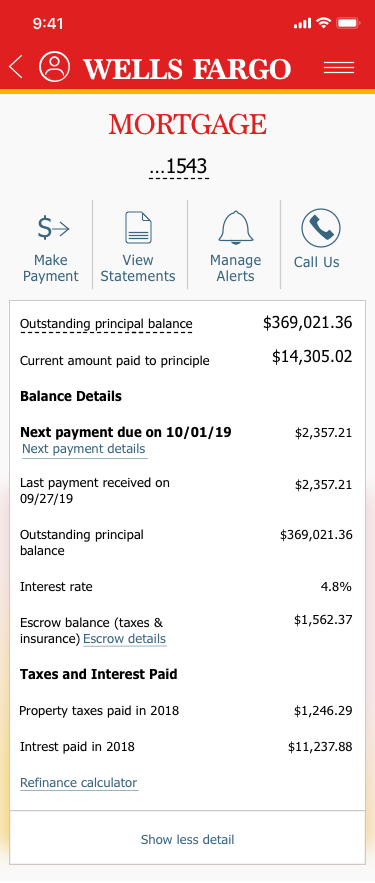 9:41
WELLS FARGO
MORTGAGE
...1543
$
Make
Payment
View
Statements
Manage
Alerts
Call Us
Outstanding principal balance $369,021.36
Current amount paid to principle $14,305.02
Balance Details
Next payment due on 10/01/19 $2,357.21
Next payment details
Last payment received on $2,357.21
09/27/19
Outstanding principal $369,021.36
balance
Interest rate 4.8%
Escrow balance (taxes & $1,562.37
insurance) Escrow details
Taxes and Interest Paid
Property taxes paid in 2018 $1,246.29
Intrest paid in 2018 $11,237.88
Refinance calculator
Show less detail